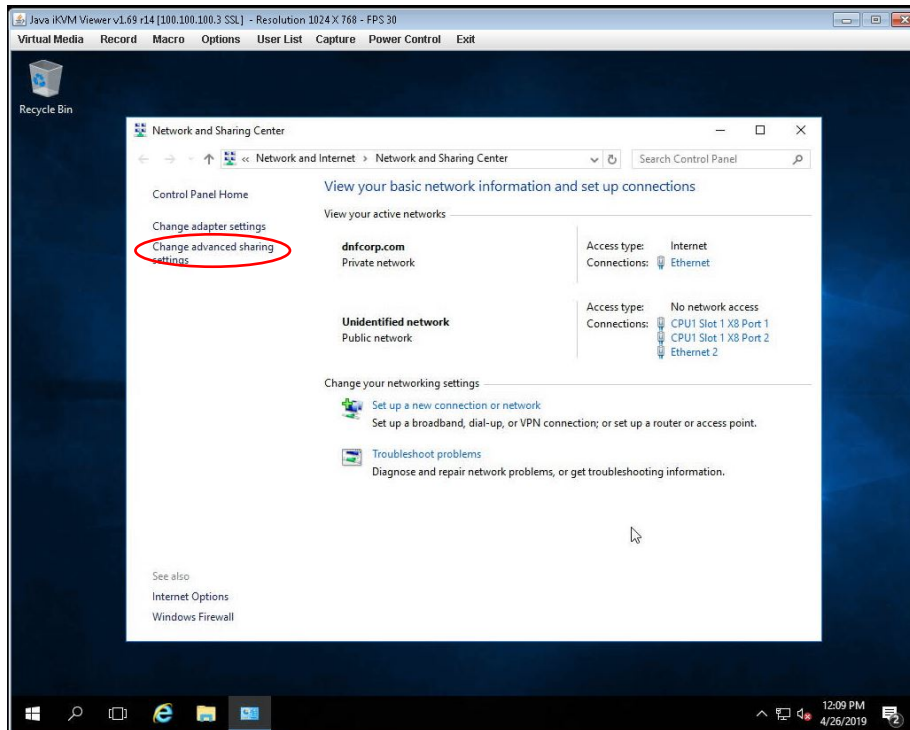 Java iKVM Viewer v1.69 r14 [100.100.100.3 SSL] - Resolution 1024 X 768 - FPS 30
Virtual Media Record Macro Options User List Capture Power Control Exit
Recycle Bin
Network and Sharing Center
« Network and Internet > Network and Sharing Center
Search Control Panel
Control Panel Home
Change adapter settings
Change advanced sharing
settings
View your basic network information and set up connections
View your active networks
dnfcorp.com
Private network
Access type: Internet
Connections: Ethernet
Unidentified network
Public network
Access type: No network access
Connections: CPU1 Slot 1 X8 Port 1
CPU1 Slot 1 X8 Port 2
Ethernet 2
Change your networking settings
Set up a new connection or network
Set up a broadband, dial-up, or VPN connection; or set up a router or access point.
Troubleshoot problems
Diagnose and repair network problems, or get troubleshooting information.
See also
Internet Options
Windows Firewall
12:09 PM
4/26/2019
2